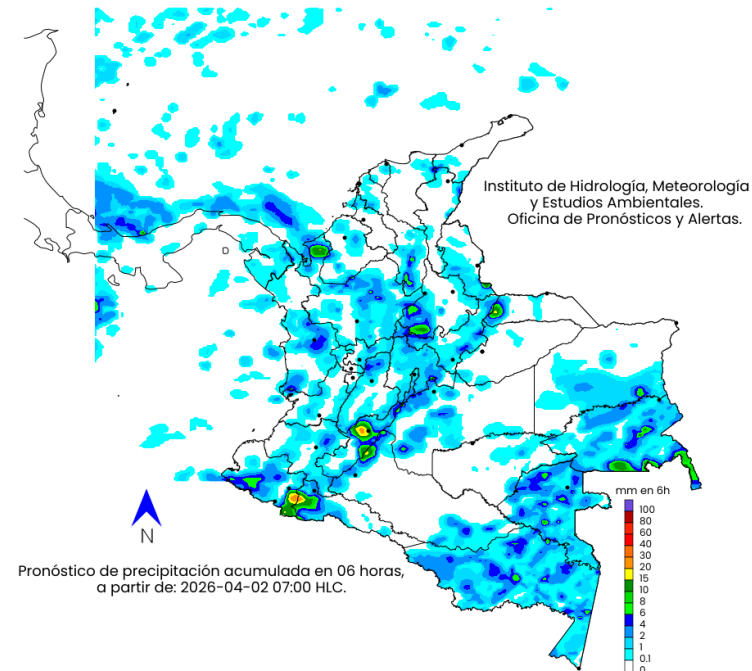 Instituto de Hidrología, Meteorología
y Estudios Ambientales.
Oficina de Pronósticos y Alertas.
D
mm en 6h
100
80
60
40
30
20
15
10
8
6
4
2
1
0.1
0
N
Pronóstico de precipitación acumulada en 06 horas,
a partir de: 2026-04-02 07:00 HLC.